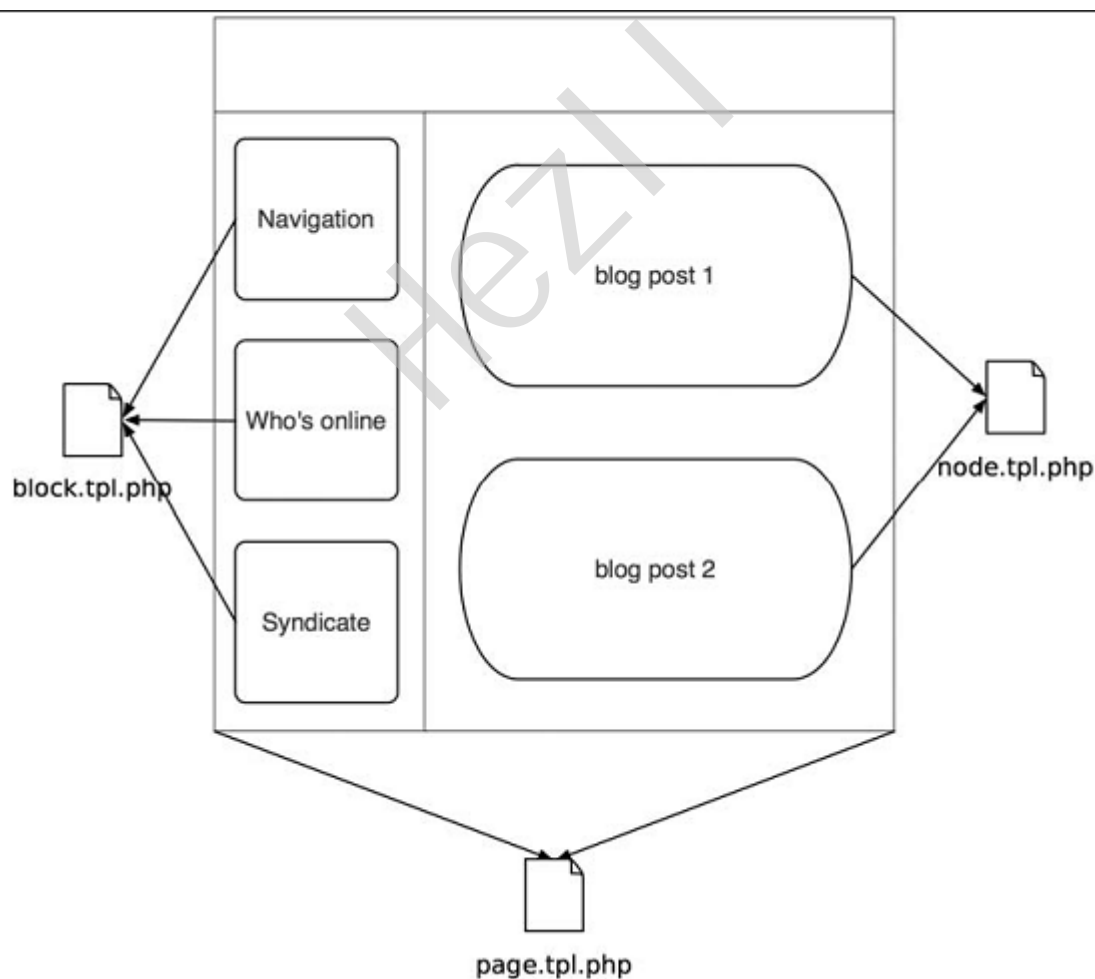 Navigation
blog post 1
Who's online
block.tpl.php
node.tpl.php
blog post 2
Syndicate
page.tpl.php
Hezl l